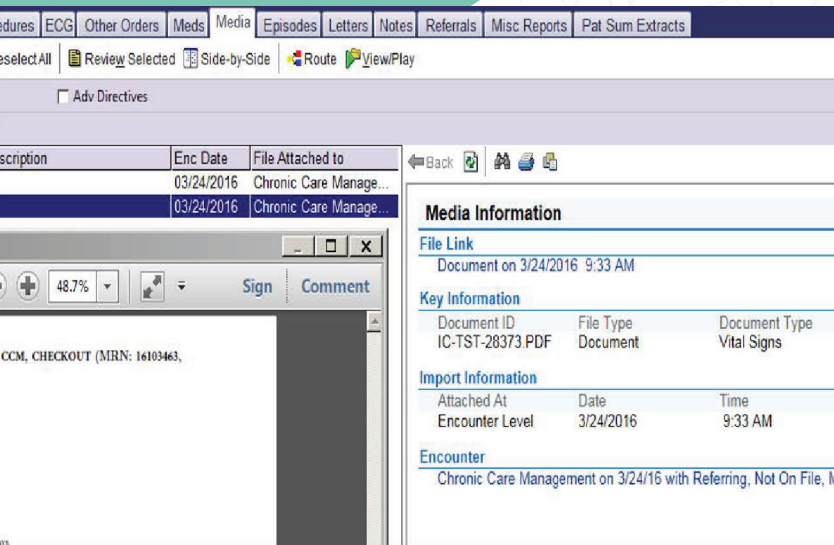 edures ECG Other Orders Meds Media Episodes Letters Notes Referrals Misc Reports Pat Sum Extracts
eselect All Review Selected Side-by-Side Route View/Play
Adv Directives
scription Enc Date File Attached to
03/24/2016 Chronic Care Manage...
03/24/2016 Chronic Care Manage...
Back
48.7% Sign Comment
CCM, CHECKOUT (MRN: 16103463,
Media Information
File Link
Document on 3/24/2016 9:33 AM
Key Information
Document ID File Type Document Type
IC-TST-28373.PDF Document Vital Signs
Import Information
Attached At Date Time
Encounter Level 3/24/2016 9:33 AM
Encounter
Chronic Care Management on 3/24/16 with Referring, Not On File, M